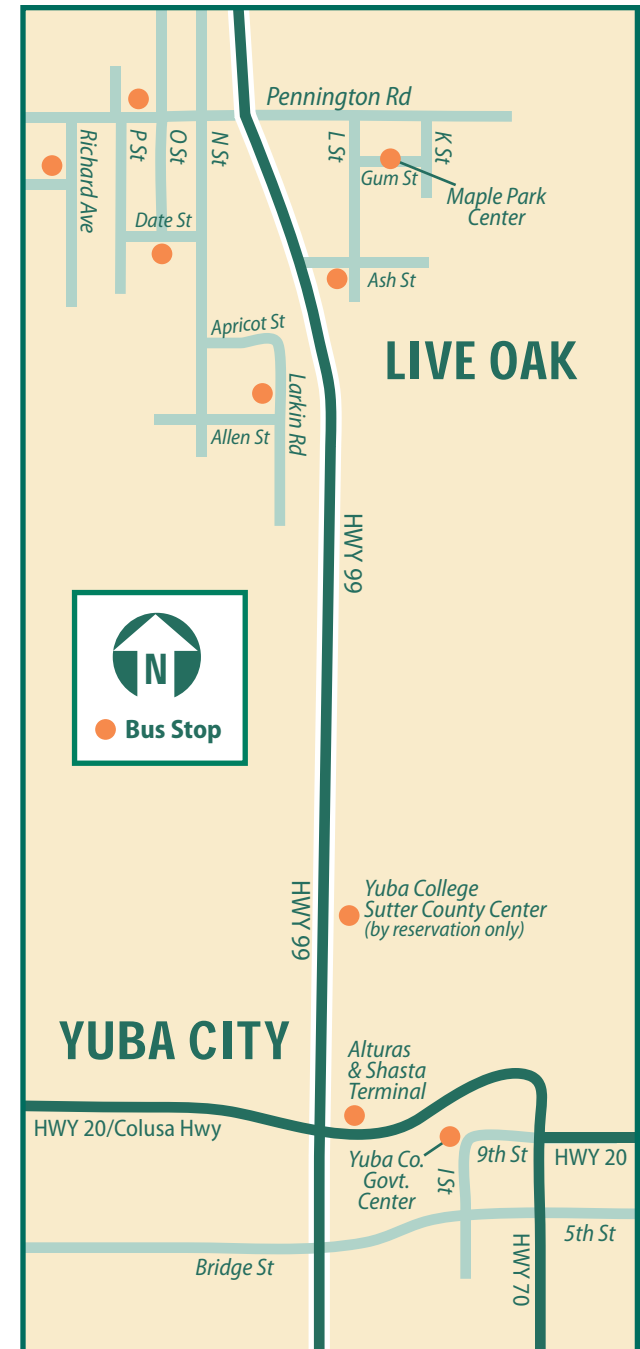 Pennington Rd
Richard Ave
P St
O St
N St
L St
K St
Gum St
Maple Park
Center
Date St
Ash St
Apricot St
LIVE OAK
Larkin Rd
Allen St
HWY 99
N
Bus Stop
HWY 99
Yuba College
Sutter County Center
(by reservation only)
YUBA CITY
Alturas
& Shasta
Terminal
HWY 20/Colusa Hwy
Yuba Co.
Govt.
Center
I St
9th St
HWY 20
5th St
Bridge St
HWY 70